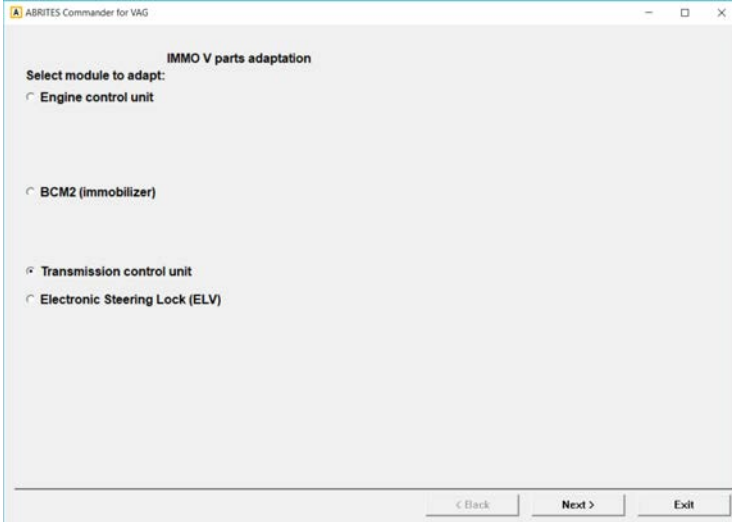 A ABRITES Commander for VAG
IMMO V parts adaptation
Select module to adapt:
Engine control unit
BCM2 (immobilizer)
Transmission control unit
Electronic Steering Lock (ELV)
< Back Next > Exit